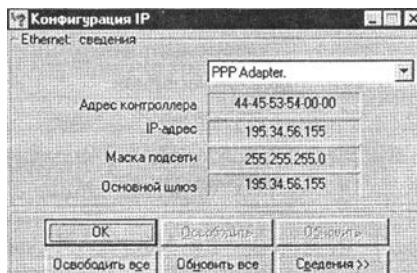 Конфигурация IP
Ethernet: сведения
PPP Adapter.
Адрес контроллера 44-45-53-54-00-00
IP-адрес 195.34.56.155
Маска подсети 255.255.255.0
Основной шлюз 195.34.56.155
OK Освободить Обновить
Освободить все Обновить все Сведения >>